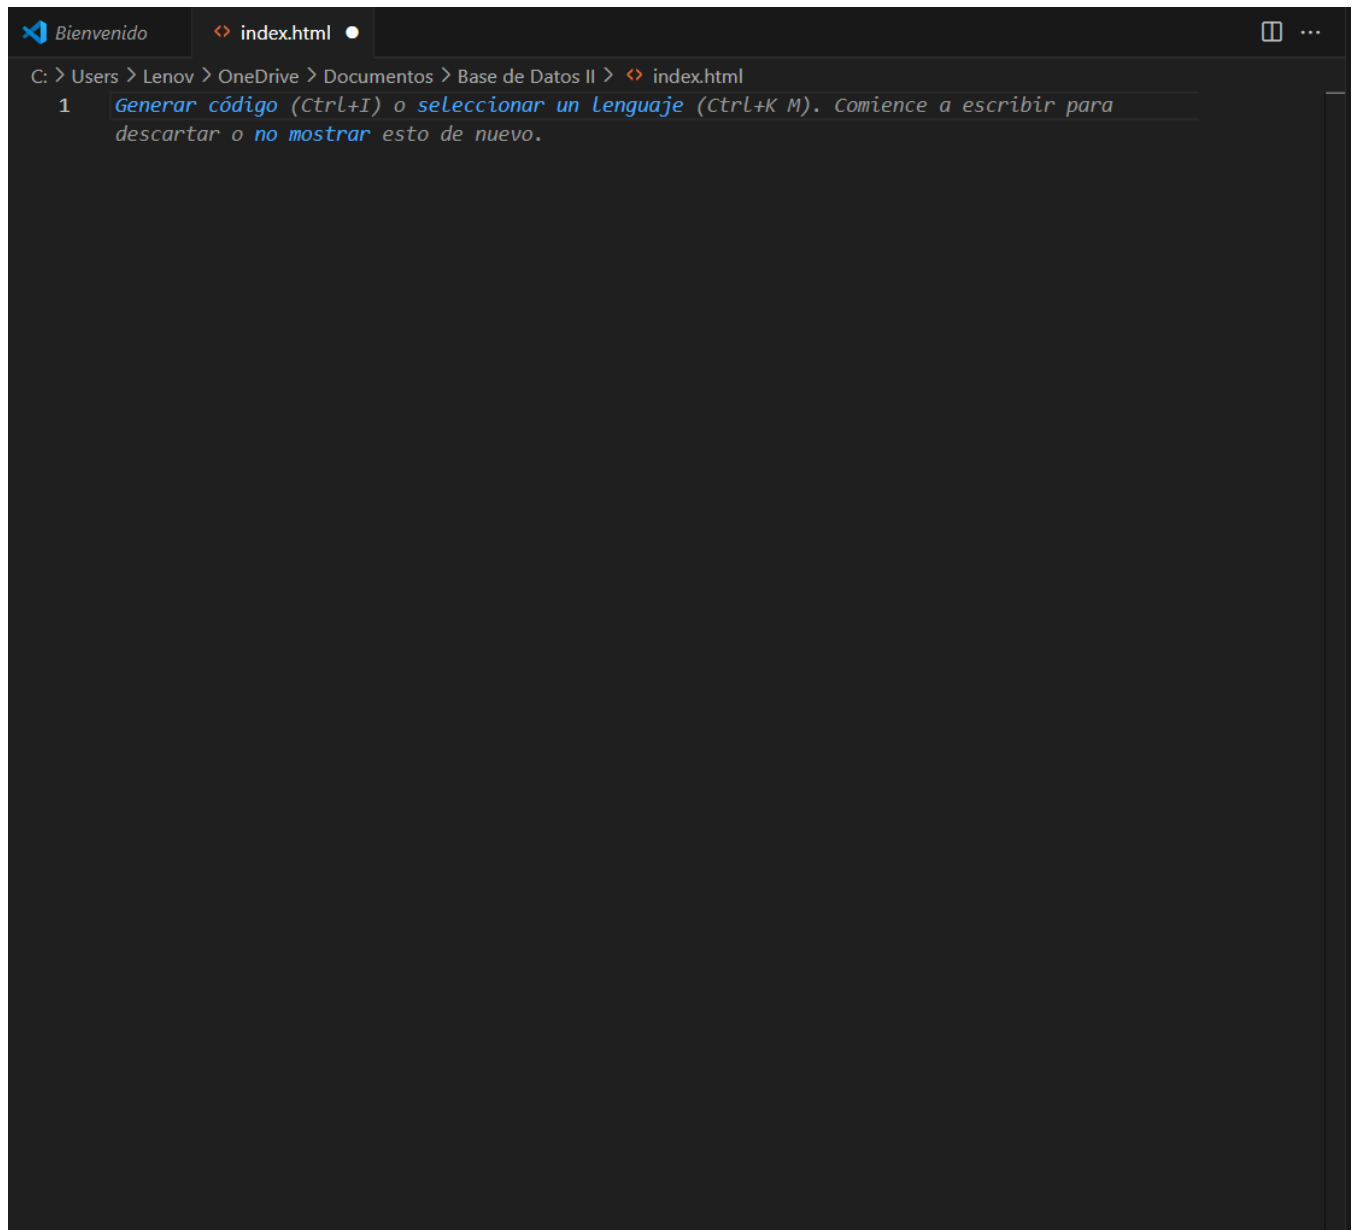 Bienvenido index.html
C: > Users > Lenov > OneDrive > Documentos > Base de Datos II > index.html
1 Generar código (Ctrl+I) o seleccionar un lenguaje (Ctrl+K M). Comience a escribir para
descartar o no mostrar esto de nuevo.